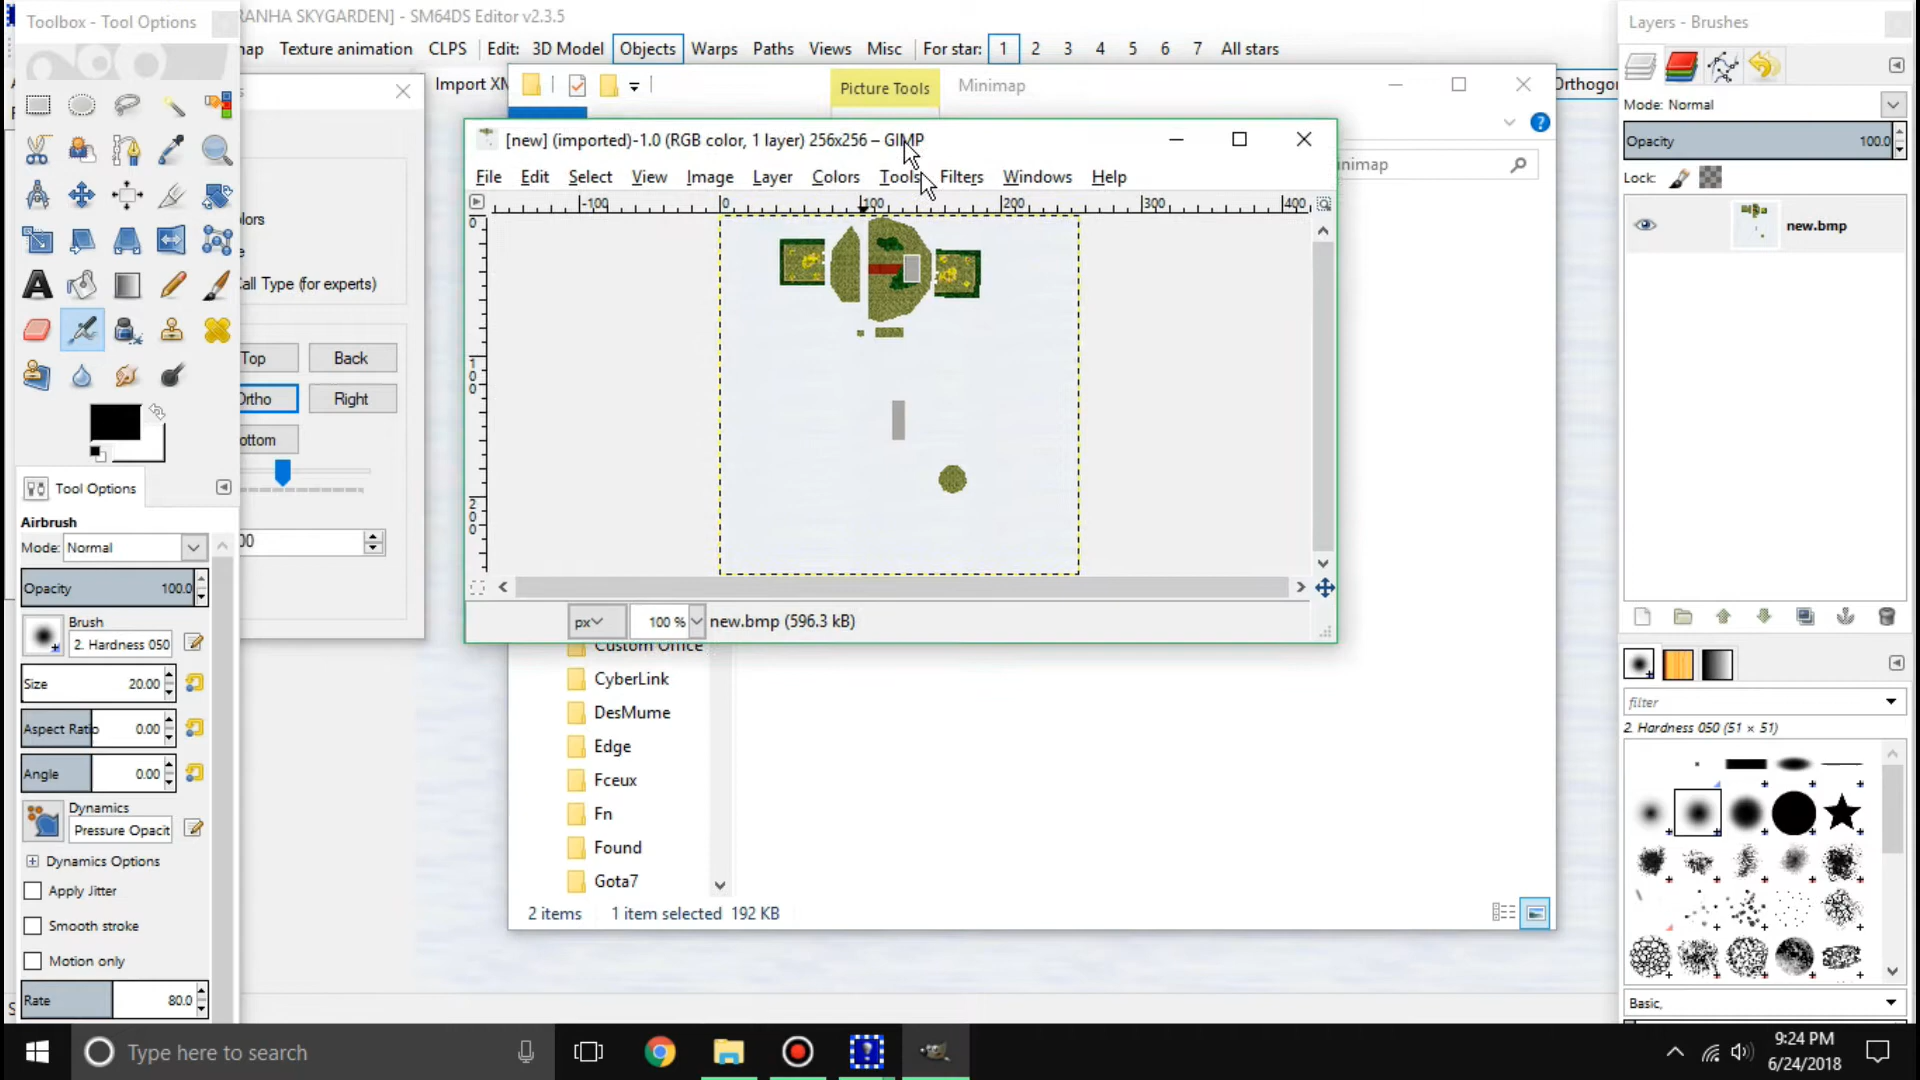 Toolbox - Tool Options
RANHA SKYGARDEN] - SM64DS Editor v2.3.5
Layers - Brushes
map Texture animation CLPS Edit: 3D Model Objects Warps Paths Views Misc For star: 1 2 3 4 5 6 7 All stars
Import XM
Picture Tools Minimap
Orthogo
Mode: Normal
[new] (imported)-1.0 (RGB color, 1 layer) 256x256 – GIMP
Opacity 100.0
File Edit Select View Image Layer Colors Tools Filters Windows Help
inimap
Lock:
-100 0 100 200 300 400
0
100
200
new.bmp
olors
e
all Type (for experts)
Top Back
Ortho Right
ottom
00
px 100 % new.bmp (596.3 kB)
Tool Options
Airbrush
Mode: Normal
Opacity 100.0
Brush
2. Hardness 050
Size 20.00
Aspect Ratio 0.00
Angle 0.00
Dynamics
Pressure Opacit
Dynamics Options
Apply Jitter
Smooth stroke
Motion only
Rate 80.0
Custom Office
CyberLink
DesMume
Edge
Fceux
Fn
Found
Gota7
2 items 1 item selected 192 KB
filter
2. Hardness 050 (51 × 51)
Basic,
Type here to search
9:24 PM
6/24/2018